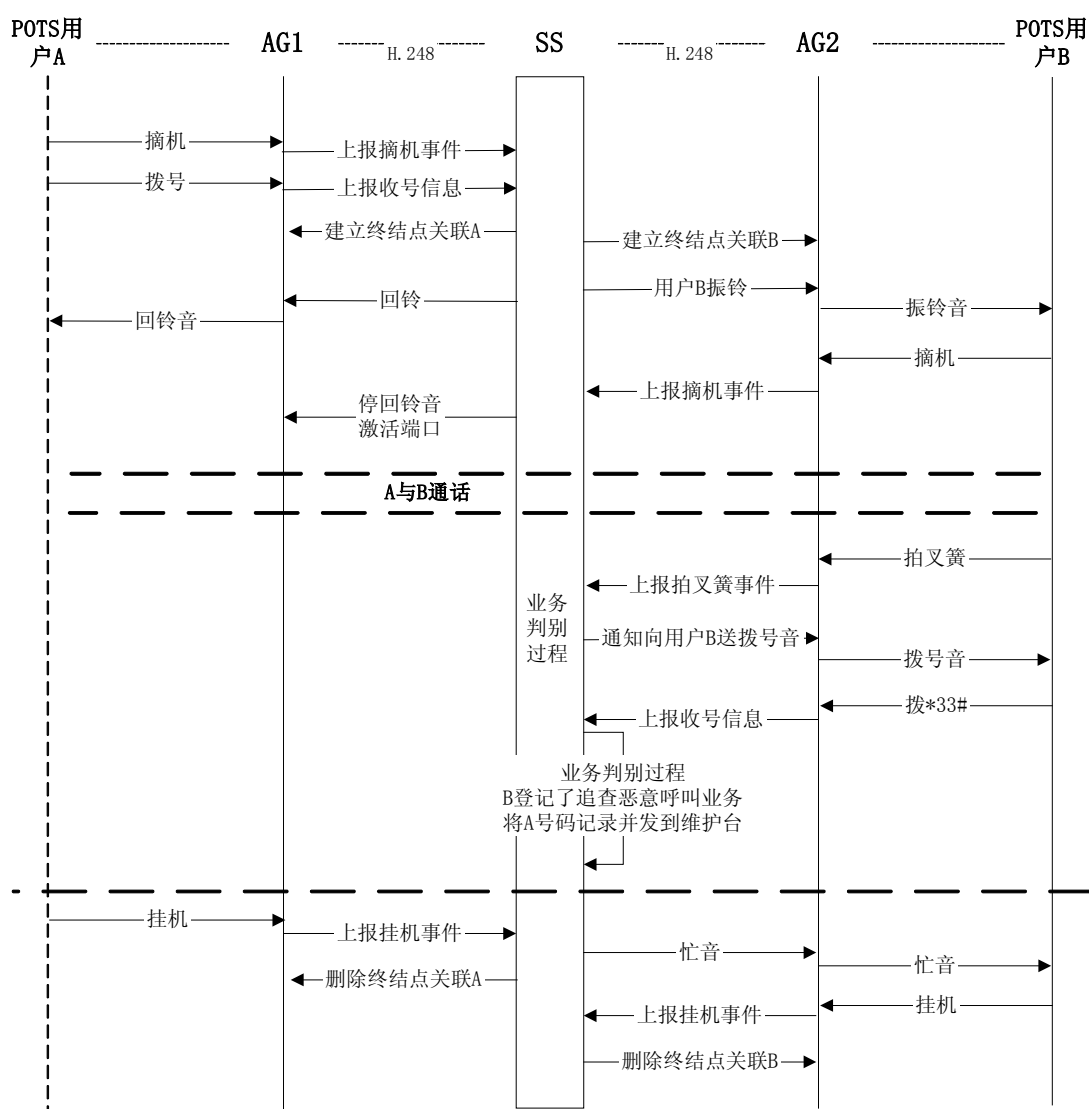 POTS用
户A
AG1
H.248
SS
H.248
AG2
POTS用
户B
摘机
上报摘机事件
拨号
上报收号信息
建立终结点关联A
建立终结点关联B
用户B振铃
回铃
振铃音
回铃音
摘机
上报摘机事件
停回铃音
激活端口
A与B通话
拍叉簧
上报拍叉簧事件
业务
判别
过程
通知向用户B送拨号音
拨号音
拨*33#
上报收号信息
业务判别过程
B登记了追查恶意呼叫业务
将A号码记录并发到维护台
挂机
上报挂机事件
忙音
忙音
删除终结点关联A
挂机
上报挂机事件
删除终结点关联B